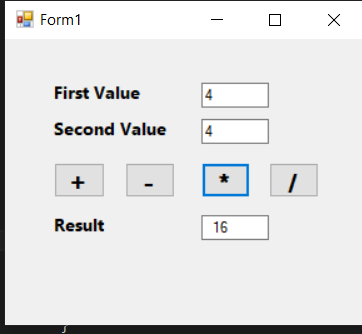 Form1
First Value 4
Second Value 4
+ - * /
Result 16
}